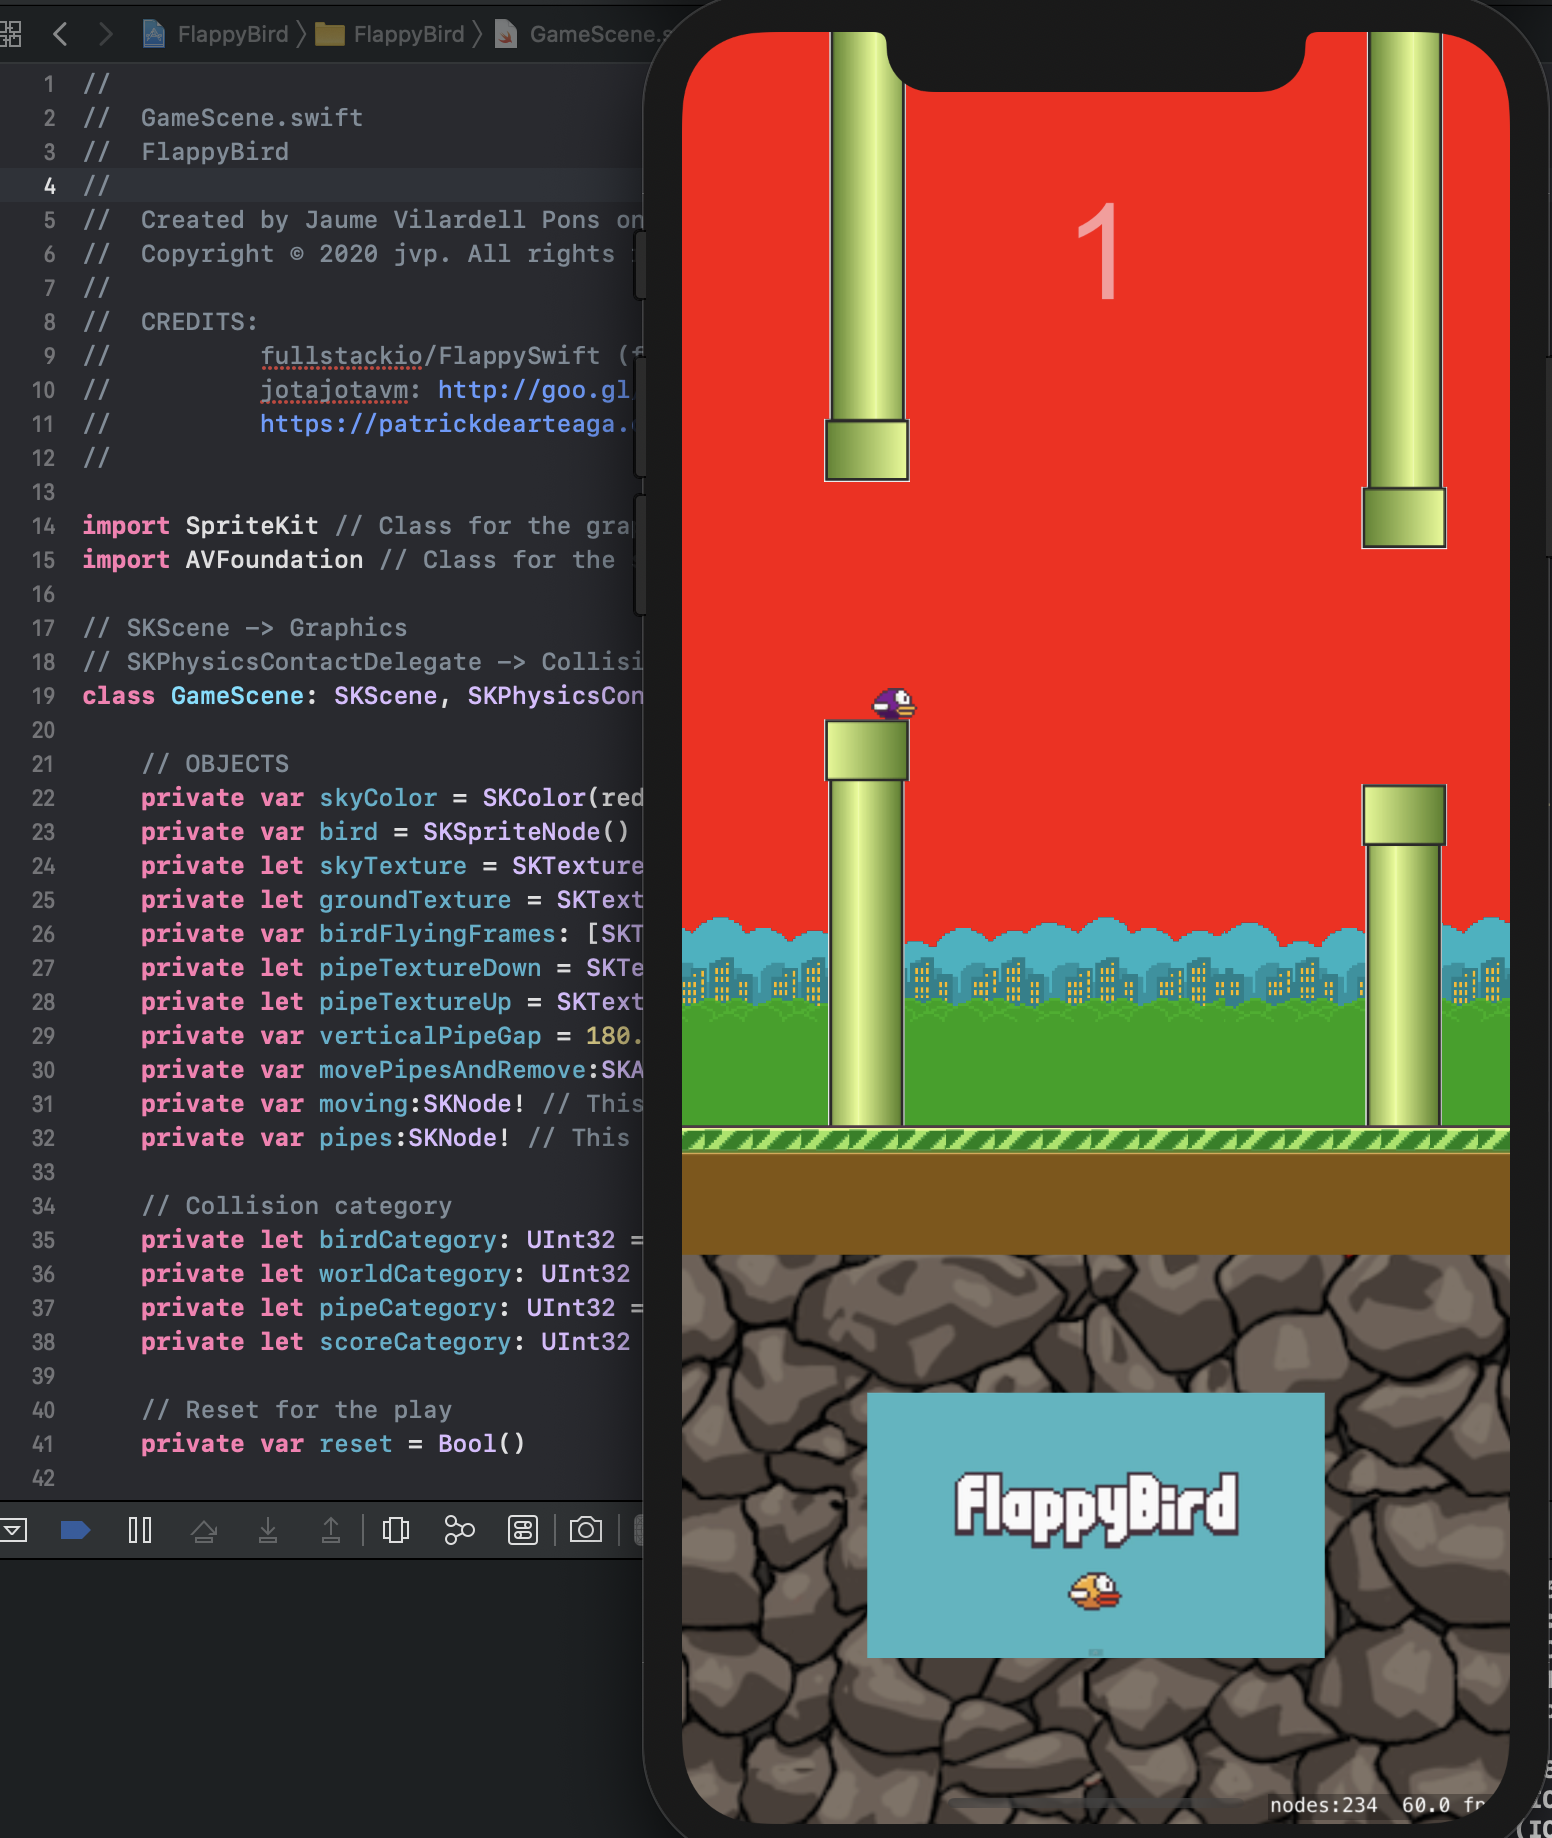 FlappyBird FlappyBird GameScene.s
1 //
2 // GameScene.swift
3 // FlappyBird
4 //
5 // Created by Jaume Vilardell Pons on
6 // Copyright © 2020 jvp. All rights
7 //
8 // CREDITS:
9 // fullstackio/FlappySwift (f
10 // jotajotavm: http://goo.gl
11 // https://patrickdearteaga.
12 //
13
14 import SpriteKit // Class for the gra
15 import AVFoundation // Class for the
16
17 // SKScene -> Graphics
18 // SKPhysicsContactDelegate -> Collisi
19 class GameScene: SKScene, SKPhysicsCon
20
21 // OBJECTS
22 private var skyColor = SKColor(red
23 private var bird = SKSpriteNode()
24 private let skyTexture = SKTexture
25 private let groundTexture = SKText
26 private var birdFlyingFrames: [SKT
27 private let pipeTextureDown = SKTe
28 private let pipeTextureUp = SKText
29 private var verticalPipeGap = 180.
30 private var movePipesAndRemove:SKA
31 private var moving:SKNode! // This
32 private var pipes:SKNode! // This
33
34 // Collision category
35 private let birdCategory: UInt32 =
36 private let worldCategory: UInt32
37 private let pipeCategory: UInt32 =
38 private let scoreCategory: UInt32
39
40 // Reset for the play
41 private var reset = Bool()
42
1
FlappyBird
nodes:234 60.0 fp